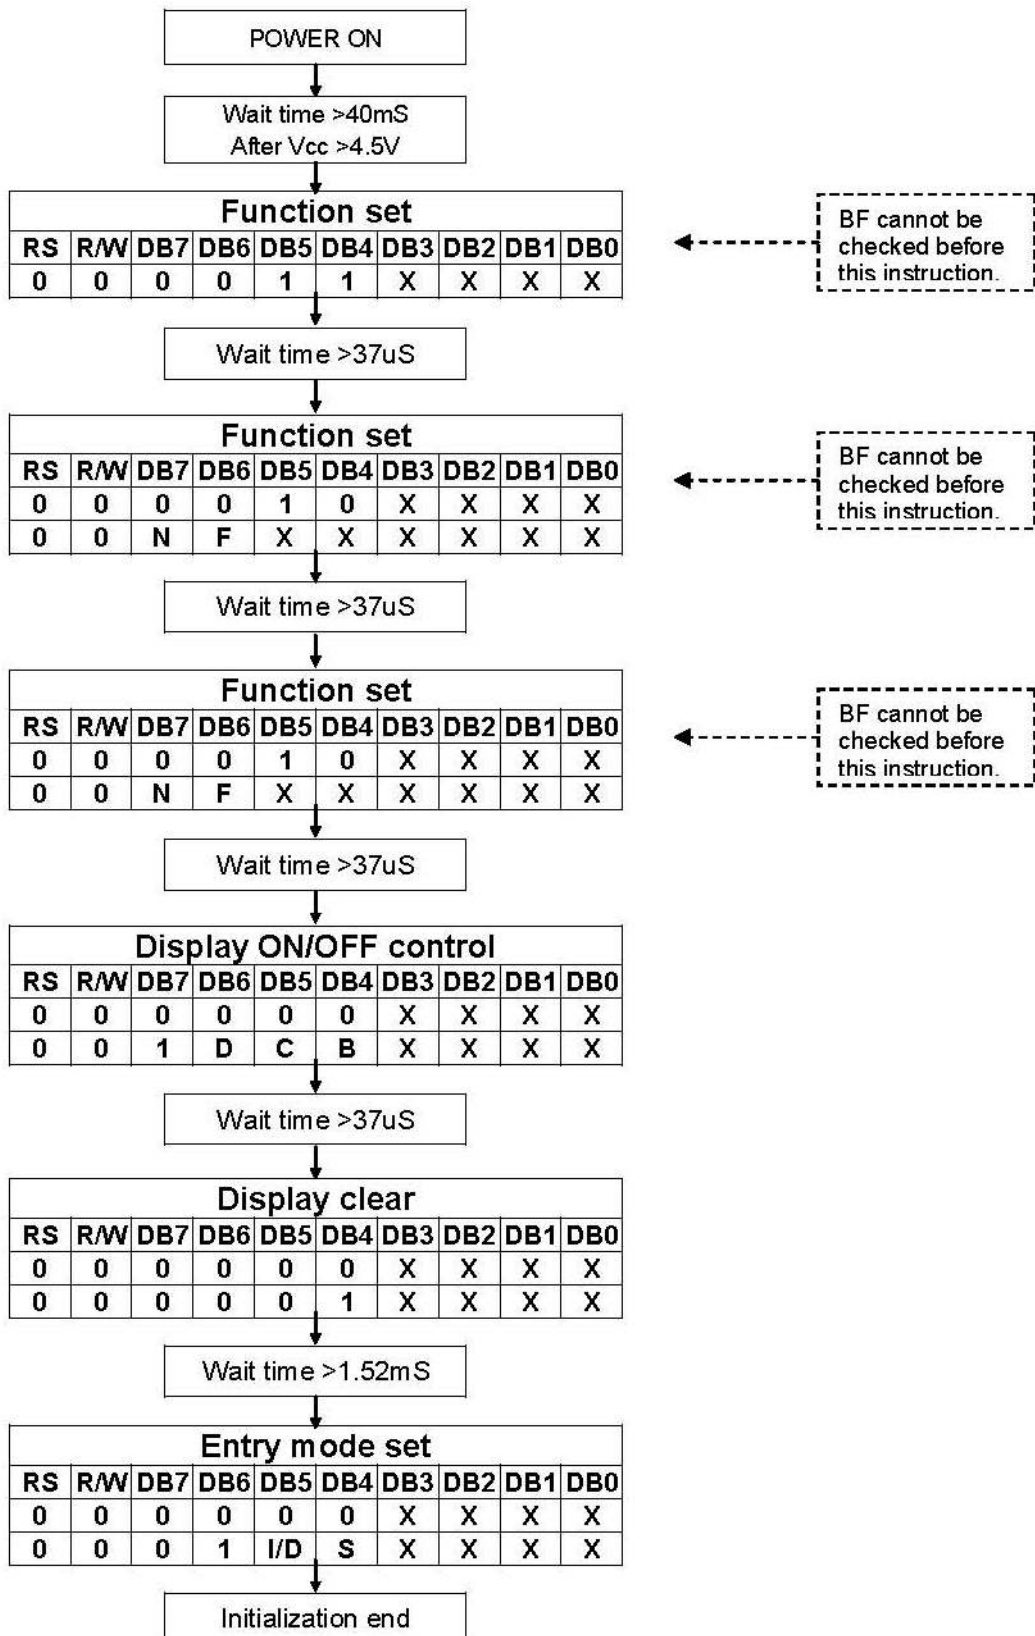 POWER ON
Wait time >40mS
After Vcc >4.5V
Function set
RS R/W DB7 DB6 DB5 DB4 DB3 DB2 DB1 DB0
0 0 0 0 1 1 X X X X
BF cannot be
checked before
this instruction.
Wait time >37uS
Function set
RS R/W DB7 DB6 DB5 DB4 DB3 DB2 DB1 DB0
0 0 0 0 1 0 X X X X
0 0 N F X X X X X X
BF cannot be
checked before
this instruction.
Wait time >37uS
Function set
RS R/W DB7 DB6 DB5 DB4 DB3 DB2 DB1 DB0
0 0 0 0 1 0 X X X X
0 0 N F X X X X X X
BF cannot be
checked before
this instruction.
Wait time >37uS
Display ON/OFF control
RS R/W DB7 DB6 DB5 DB4 DB3 DB2 DB1 DB0
0 0 0 0 0 0 X X X X
0 0 1 D C B X X X X
Wait time >37uS
Display clear
RS R/W DB7 DB6 DB5 DB4 DB3 DB2 DB1 DB0
0 0 0 0 0 0 X X X X
0 0 0 0 0 1 X X X X
Wait time >1.52mS
Entry mode set
RS R/W DB7 DB6 DB5 DB4 DB3 DB2 DB1 DB0
0 0 0 0 0 0 X X X X
0 0 0 1 I/D S X X X X
Initialization end